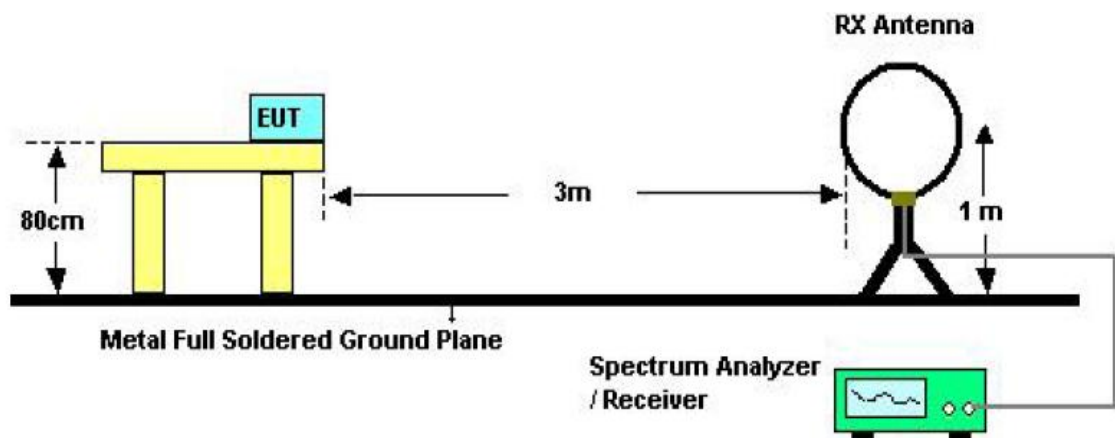 RX Antenna
EUT
3m
80cm
1 m
Metal Full Soldered Ground Plane
Spectrum Analyzer
/ Receiver